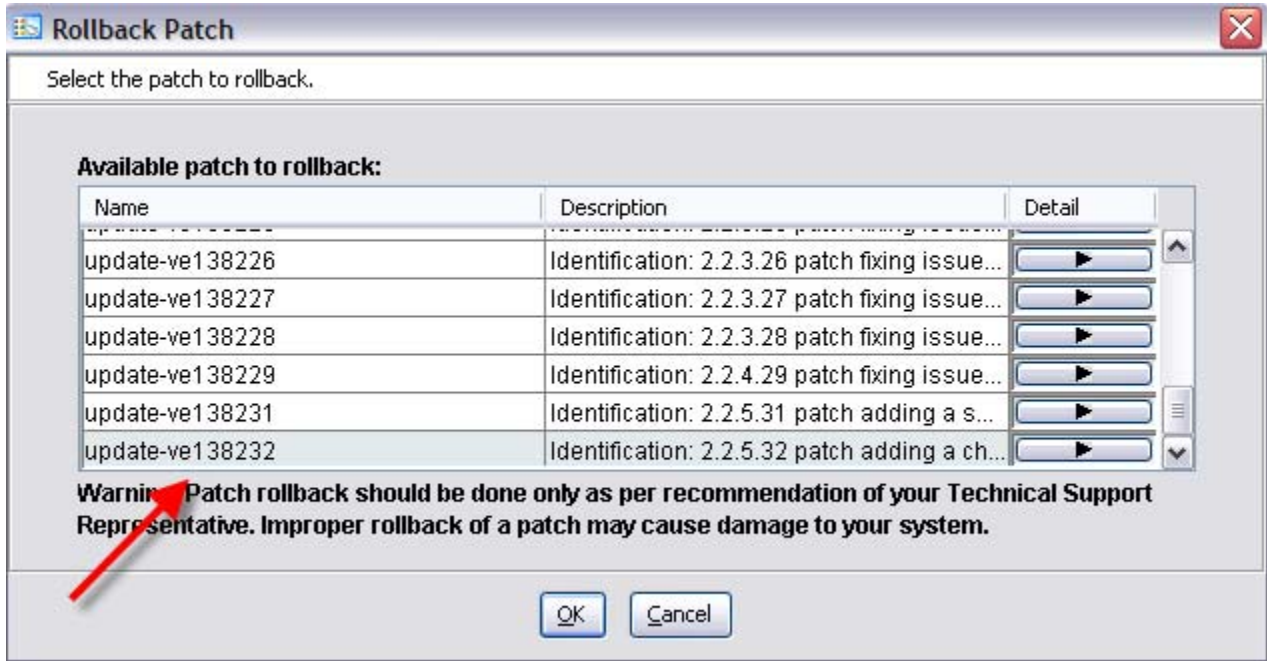 Rollback Patch
Select the patch to rollback.
Available patch to rollback:
Name Description Detail
update-ve138226 Identification: 2.2.3.26 patch fixing issue...
update-ve138227 Identification: 2.2.3.27 patch fixing issue...
update-ve138228 Identification: 2.2.3.28 patch fixing issue...
update-ve138229 Identification: 2.2.4.29 patch fixing issue...
update-ve138231 Identification: 2.2.5.31 patch adding a s...
update-ve138232 Identification: 2.2.5.32 patch adding a ch...
Warning Patch rollback should be done only as per recommendation of your Technical Support
Representative. Improper rollback of a patch may cause damage to your system.
OK Cancel